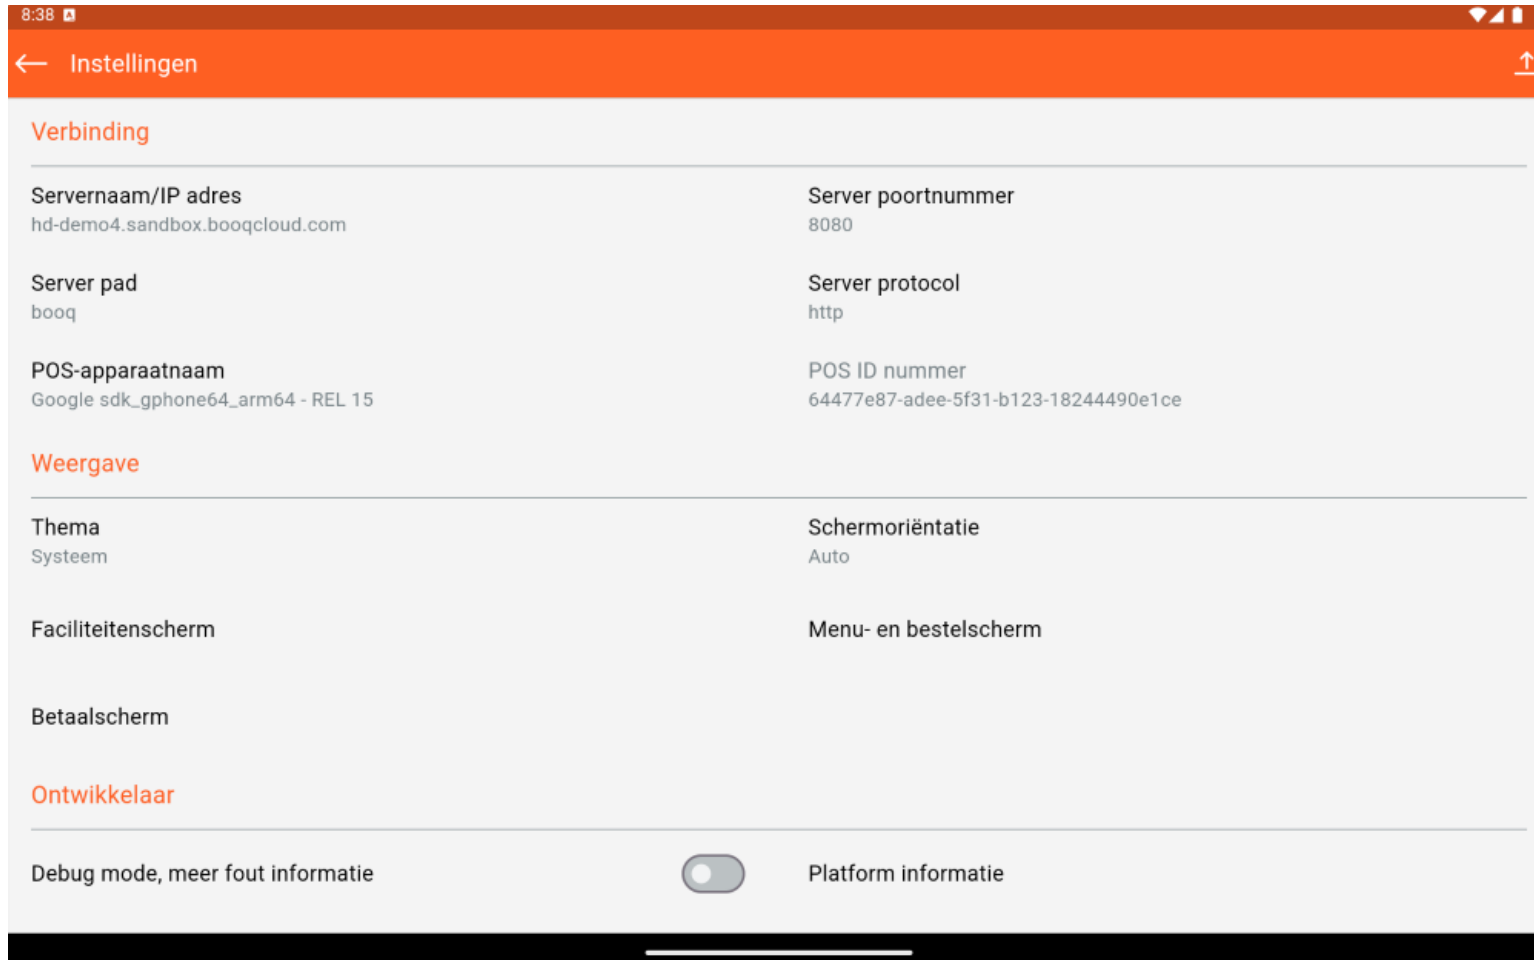 8:38
Instellingen
Verbinding
Servernaam/IP adres
hd-demo4.sandbox.booqcloud.com
Server poortnummer
8080
Server pad
booq
Server protocol
http
POS-apparaatnaam
Google sdk_gphone64_arm64 - REL 15
POS ID nummer
64477e87-adee-5f31-b123-18244490e1ce
Weergave
Thema
Systeem
Schermoriëntatie
Auto
Faciliteitenscherm
Menu- en bestelscherm
Betaalscherm
Ontwikkelaar
Debug mode, meer fout informatie
Platform informatie